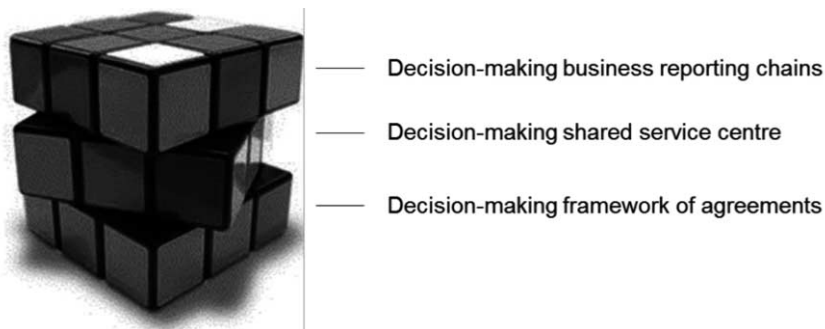 Decision-making business reporting chains
Decision-making shared service centre
Decision-making framework of agreements